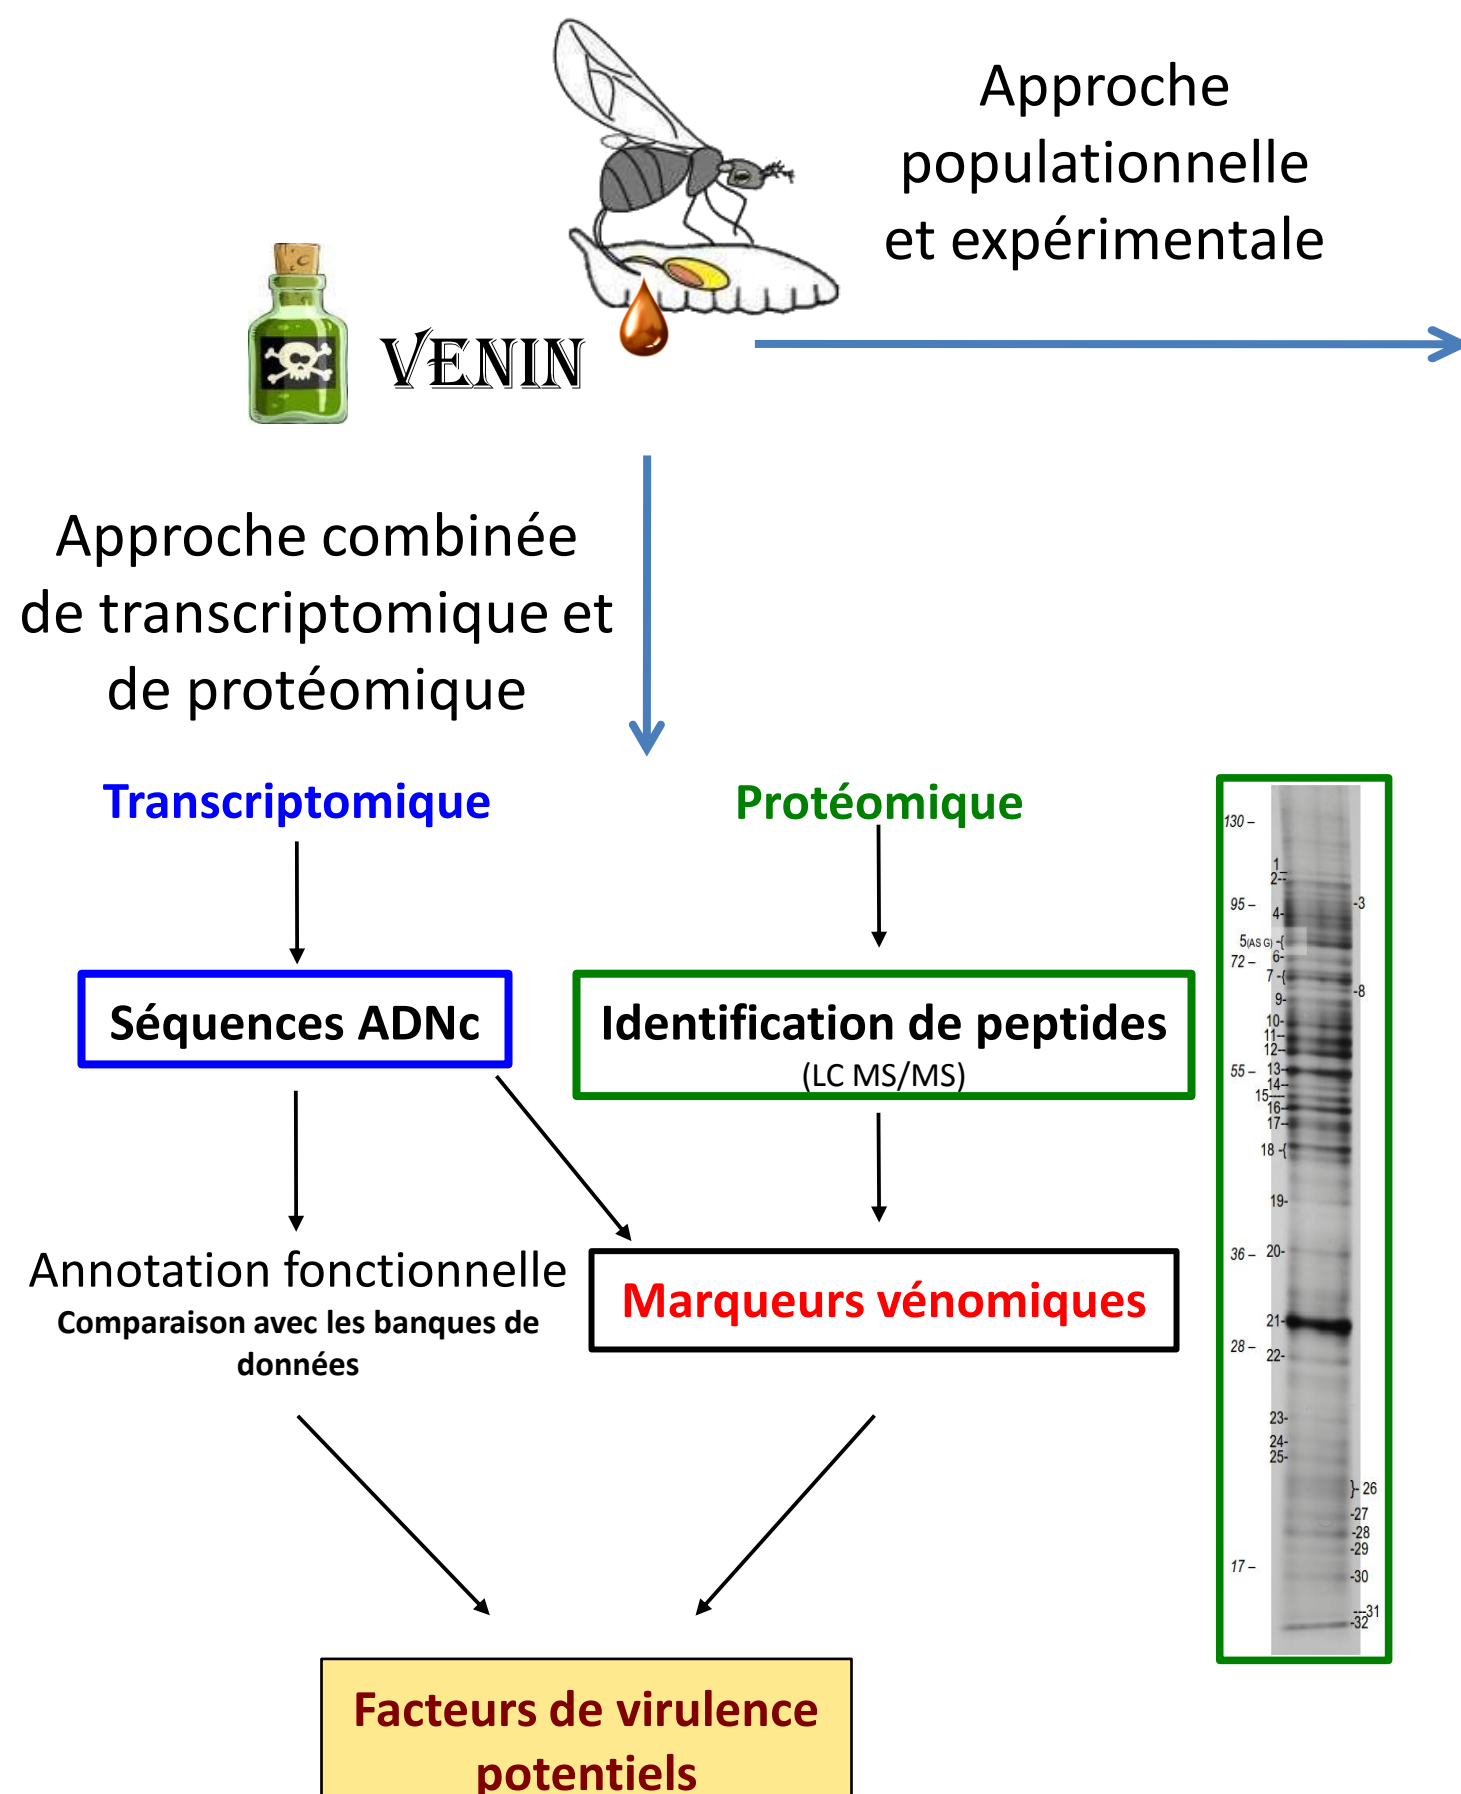 Approche
populationnelle
et expérimentale
VENIN
Approche combinée
de transcriptomique et
de protéomique
Transcriptomique
Protéomique
Séquences ADNc
Identification de peptides
(LC MS/MS)
Annotation fonctionnelle
Comparaison avec les banques de
données
Marqueurs vénomiques
Facteurs de virulence
potentiels
130 –
1
2--
95 –
-3
4-
5(AS G) -{
6-
72 –
7 -{
-8
9-
10-
11--
12--
55 –
13-
14-
15----
16-
17-
18 -{
19-
36 –
20-
21-
28 –
22-
23-
24-
25-
}- 26
-27
-28
-29
17 –
-30
---31
-32